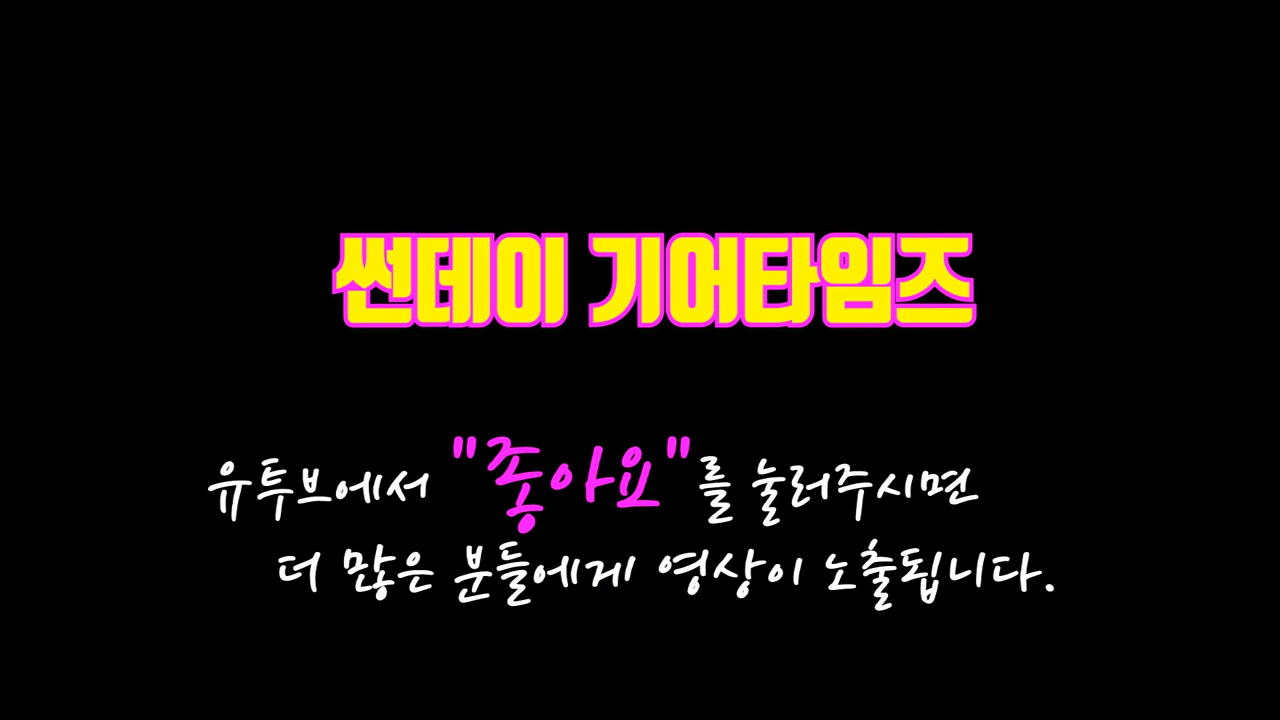 썬데이 기어타임즈
유투브에서 "좋아요"를 눌러주시면
더 많은 분들에게 영상이 노출됩니다.